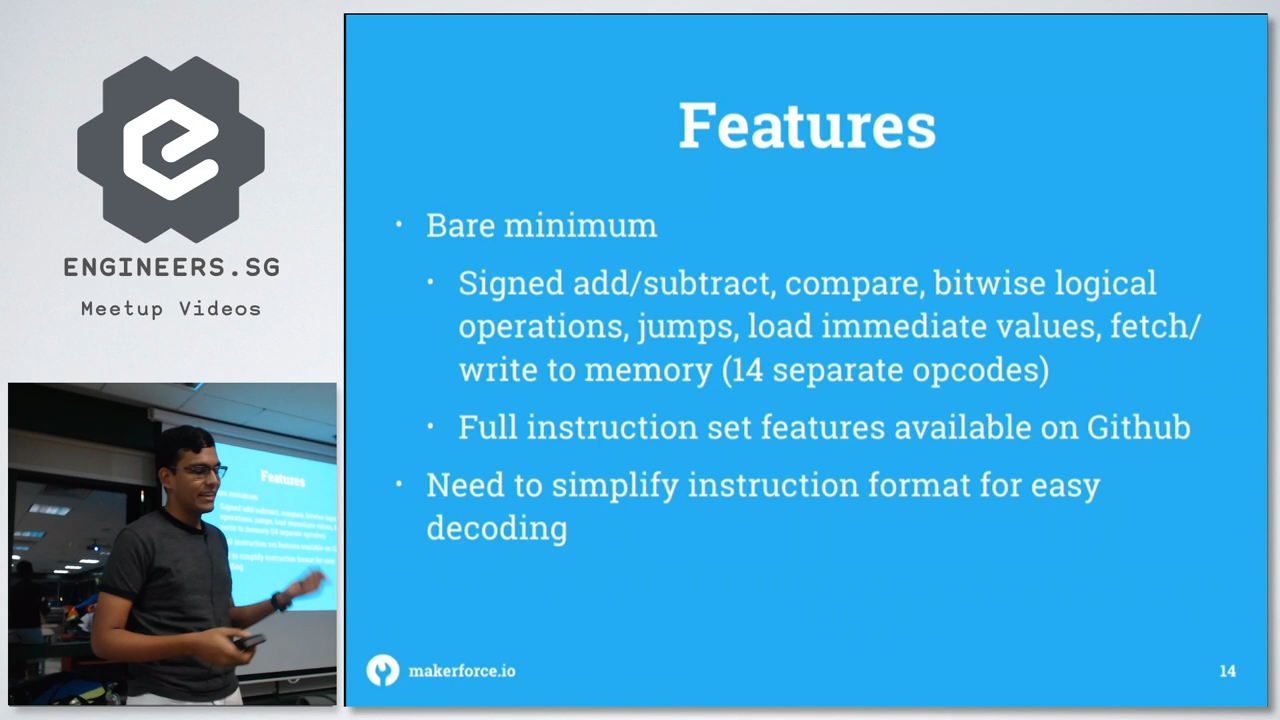 ENGINEERS.SG
Meetup Videos
Features
• Bare minimum
• Signed add/subtract, compare, bitwise logical
operations, jumps, load immediate values, fetch/
write to memory (14 separate opcodes)
• Full instruction set features available on Github
• Need to simplify instruction format for easy
decoding
makerforce.io
14
Features